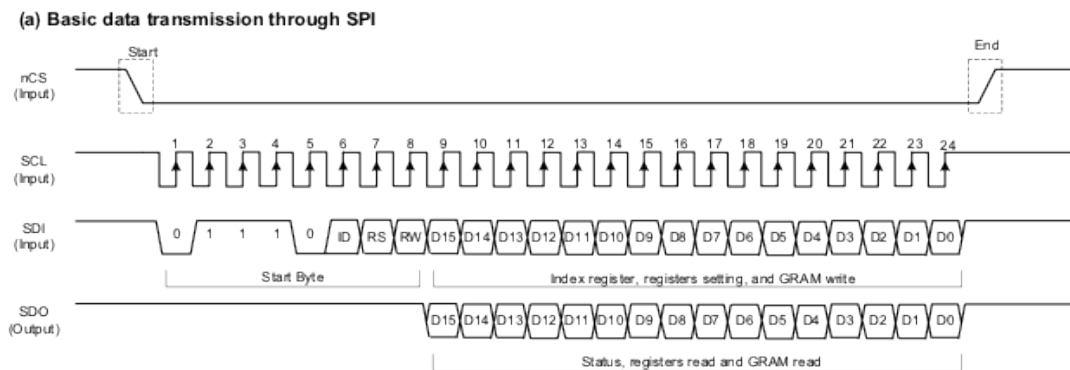 (a) Basic data transmission through SPI
Start
End
nCS
(Input)
1 2 3 4 5 6 7 8 9 10 11 12 13 14 15 16 17 18 19 20 21 22 23 24
SCL
(Input)
SDI
(Input)
0 1 1 1 0 ID RS RW D15 D14 D13 D12 D11 D10 D9 D8 D7 D6 D5 D4 D3 D2 D1 D0
Start Byte
Index register, registers setting, and GRAM write
SDO
(Output)
D15 D14 D13 D12 D11 D10 D9 D8 D7 D6 D5 D4 D3 D2 D1 D0
Status, registers read and GRAM read